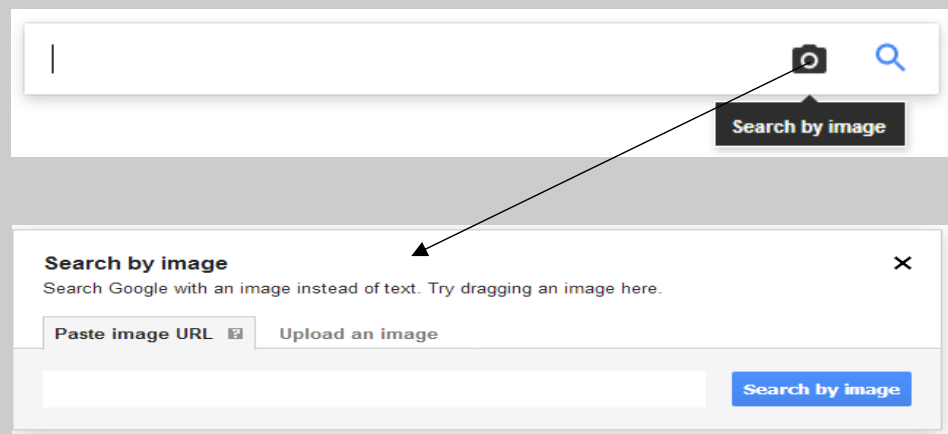 Search by image
Search by image
Search Google with an image instead of text. Try dragging an image here.
Paste image URL ? Upload an image
Search by image